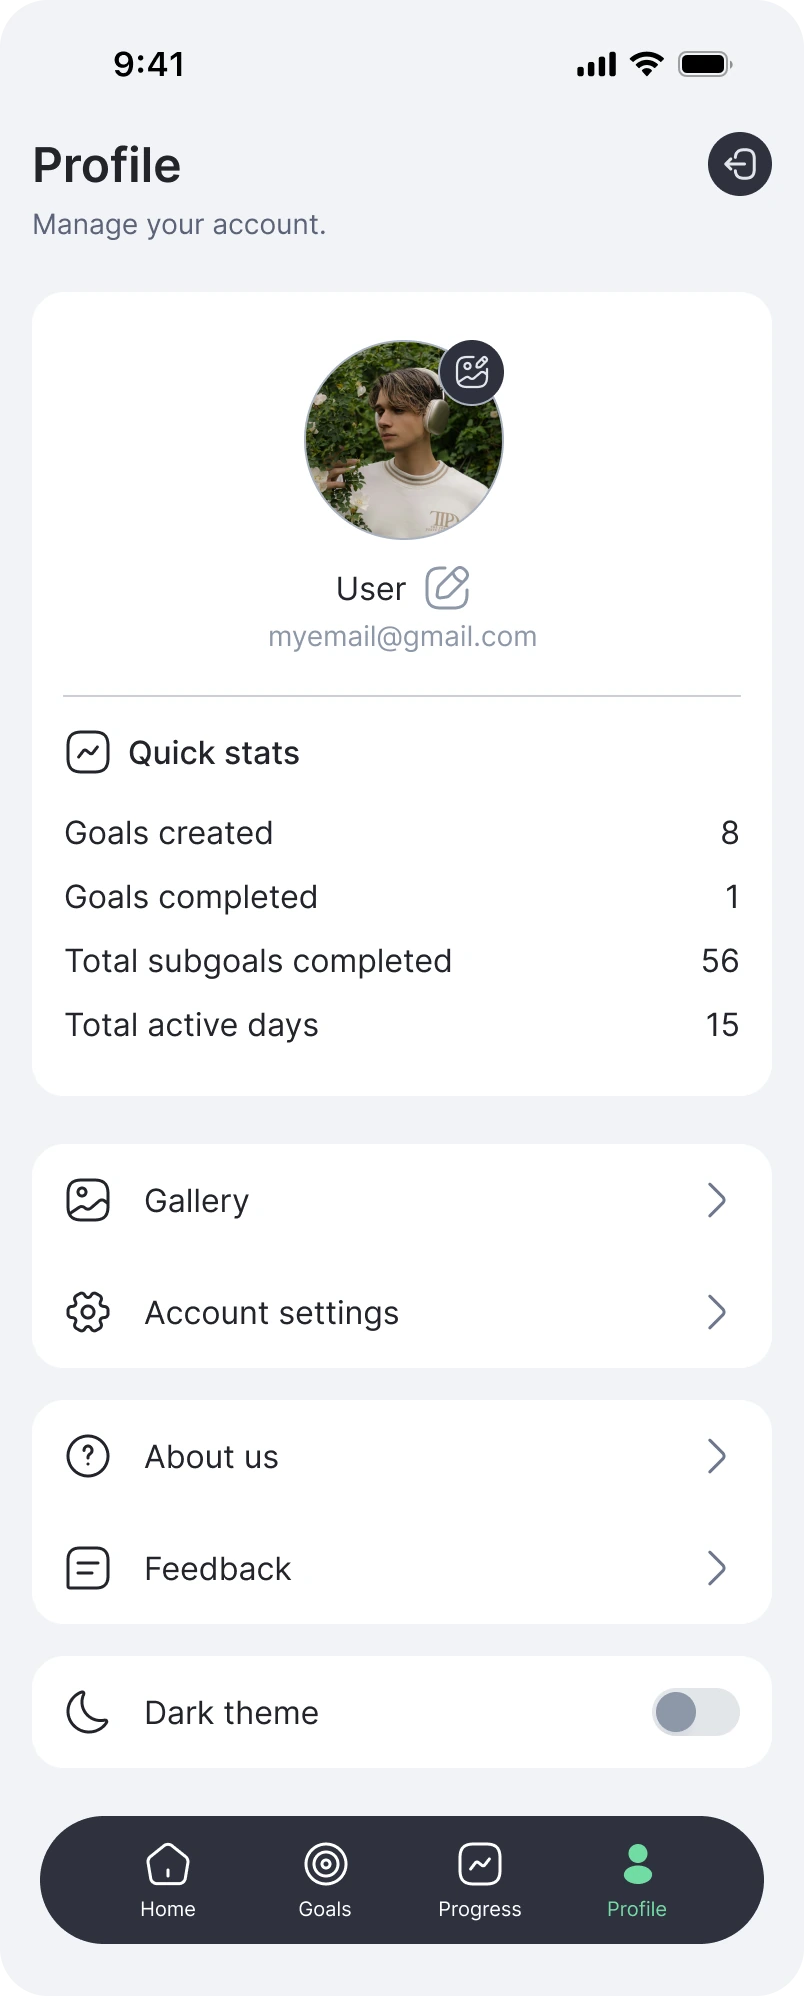 9:41
Profile
Manage your account.
User
myemail@gmail.com
Quick stats
Goals created 8
Goals completed 1
Total subgoals completed 56
Total active days 15
Gallery
Account settings
About us
Feedback
Dark theme
Home Goals Progress Profile